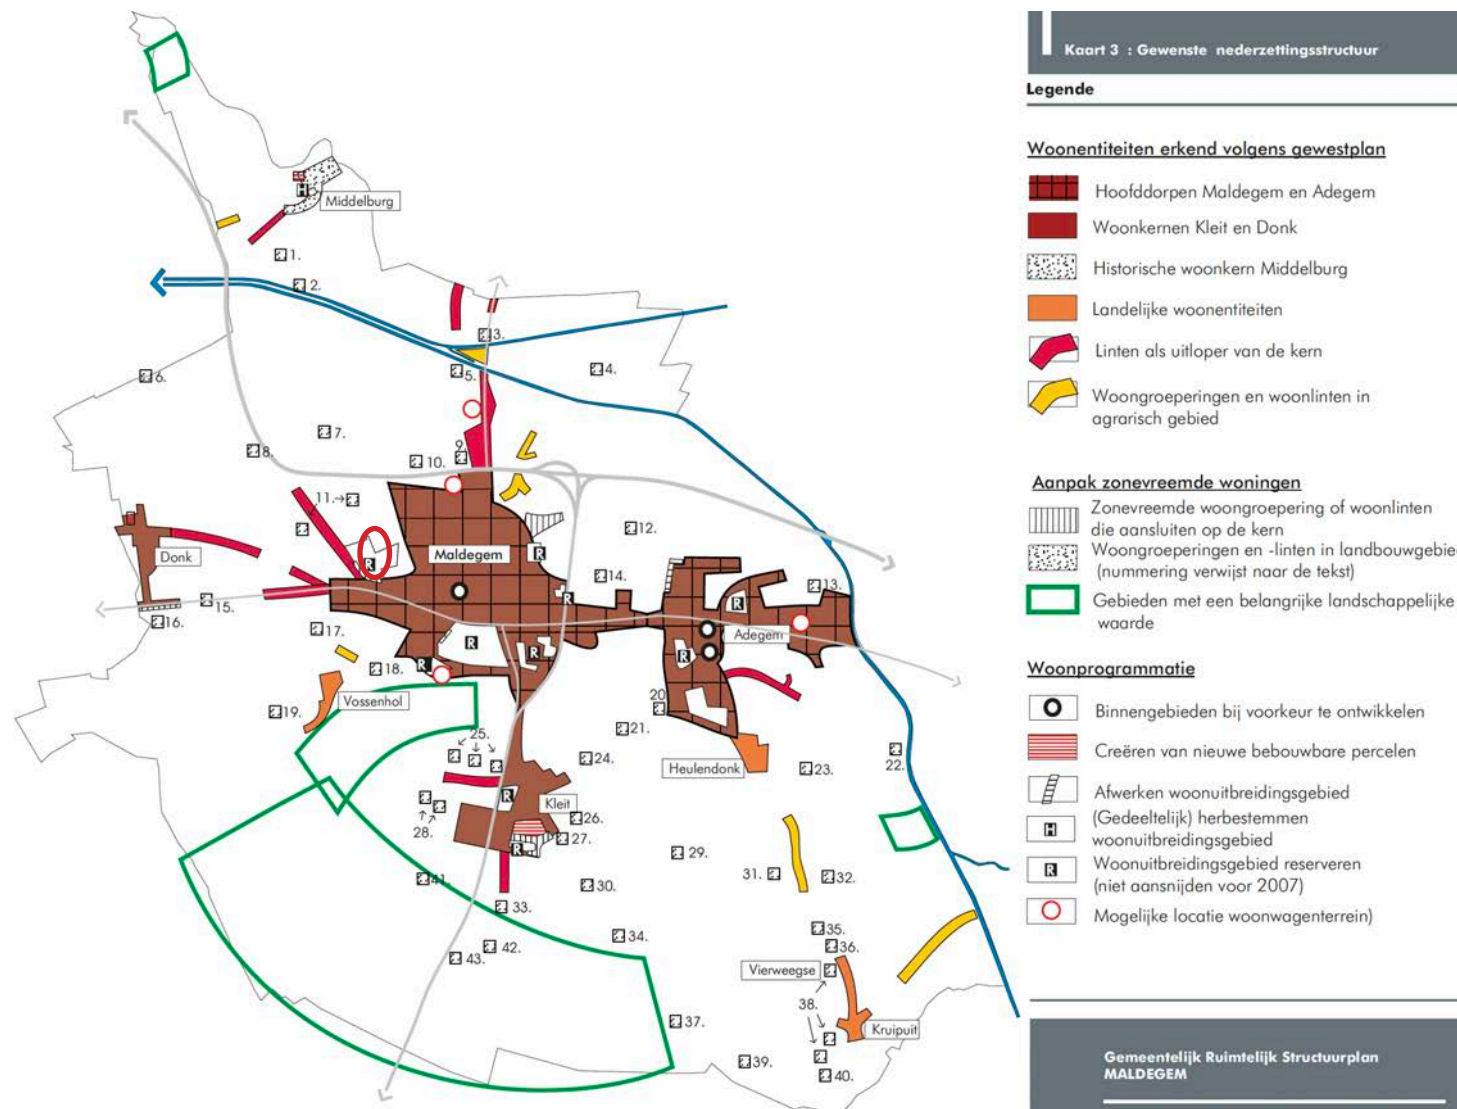 Kaart 3 : Gewenste nederzettingsstructuur
Legende
Woonentiteiten erkend volgens gewestplan
Hoofddorpen Maldegem en Adegem
Woonkernen Kleit en Donk
Historische woonkern Middelburg
Landelijke woonentiteiten
Linten als uitloper van de kern
Woongroeperingen en woonlinten in
agrarisch gebied
Aanpak zonevreemde woningen
Zonevreemde woongroepering of woonlinten
die aansluiten op de kern
Woongroeperingen en -linten in landbouwgebie
(nummering verwijst naar de tekst)
Gebieden met een belangrijke landschappelijke
waarde
Woonprogrammatie
Binnengebieden bij voorkeur te ontwikkelen
Creëren van nieuwe bebouwbare percelen
Afwerken woonuitbreidingsgebied
H
(Gedeeltelijk) herbestemmen
woonuitbreidingsgebied
R
Woonuitbreidingsgebied reserveren
(niet aansnijden voor 2007)
Mogelijke locatie woonwagenterrein)
Gemeentelijk Ruimtelijk Structuurplan
MALDEGEM
H
Middelburg
1.
2.
3.
4.
5.
6.
7.
8.
9.
10.
11.
12.
R
Maldegem
R
Donk
14.
R
13.
15.
R
16.
17.
R
R
R
Adegem
18.
R
Vossenhol
19.
20
21.
22.
25.
24.
Heulendonk
23.
R
Kleit
28.
26.
27.
R
29.
31.
32.
41.
30.
33.
35.
34.
36.
42.
43.
Vierweegse
38.
37.
Kruipuit
39.
40.